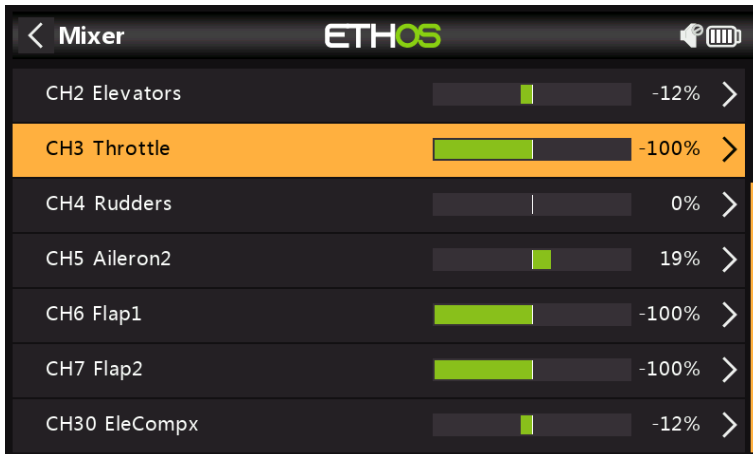 Mixer ETHOS
CH2 Elevators -12%
CH3 Throttle -100%
CH4 Rudders 0%
CH5 Aileron2 19%
CH6 Flap1 -100%
CH7 Flap2 -100%
CH30 EleCompx -12%